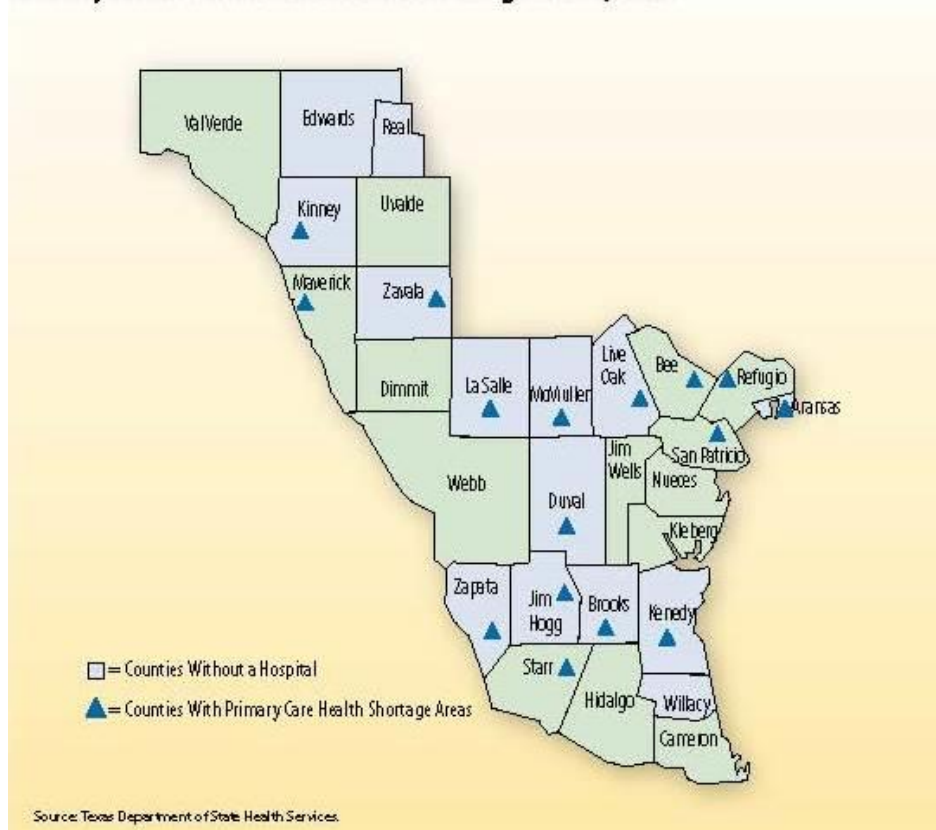 ValVerde
Edwards
Real
Kinney
Uvalde
Maverick
Zavala
Dimmit
La Salle
McMullen
Live
Oak
Bee
Refugio
Aransas
San Patricio
Jim
Wells
Nueces
Webb
Duval
Kleberg
Zapata
Jim
Hogg
Brooks
Kenedy
Starr
Hidalgo
Willacy
Cameron
= Counties Without a Hospital
= Counties With Primary Care Health Shortage Areas
Source: Texas Department of State Health Services.